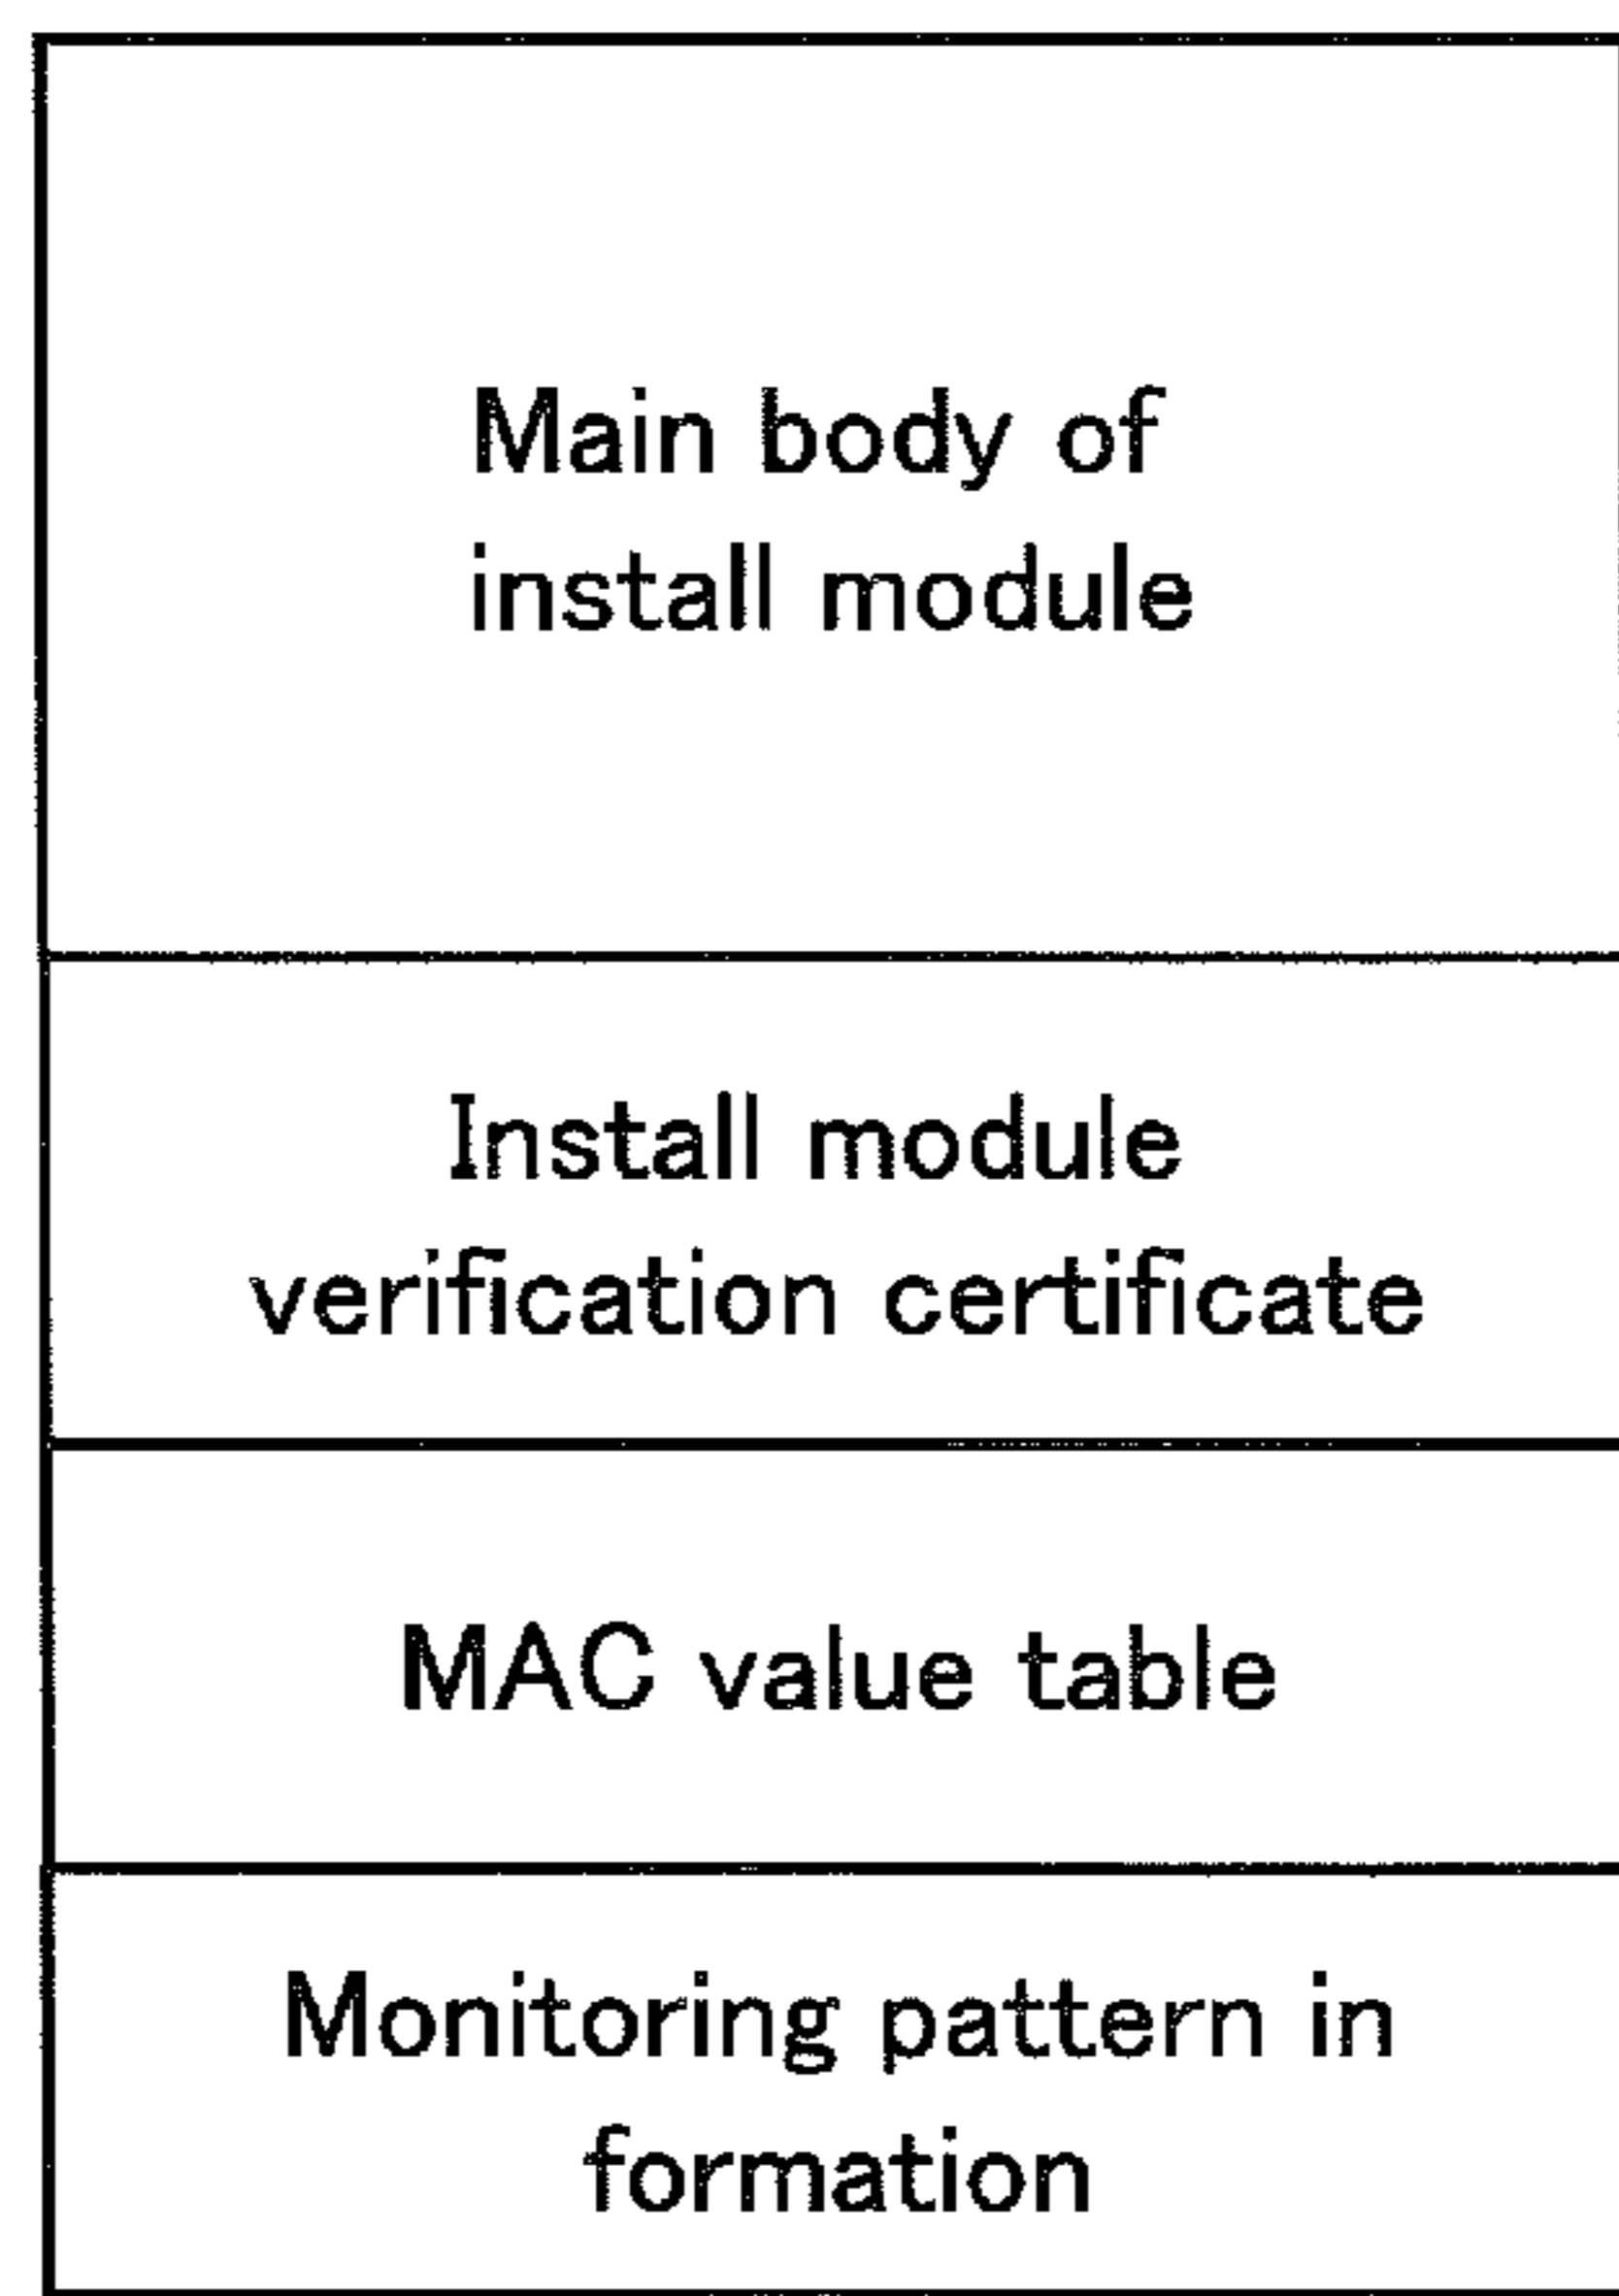 Main body of
install module
Install module
verification certificate
MAC value table
Monitoring pattern in
formation